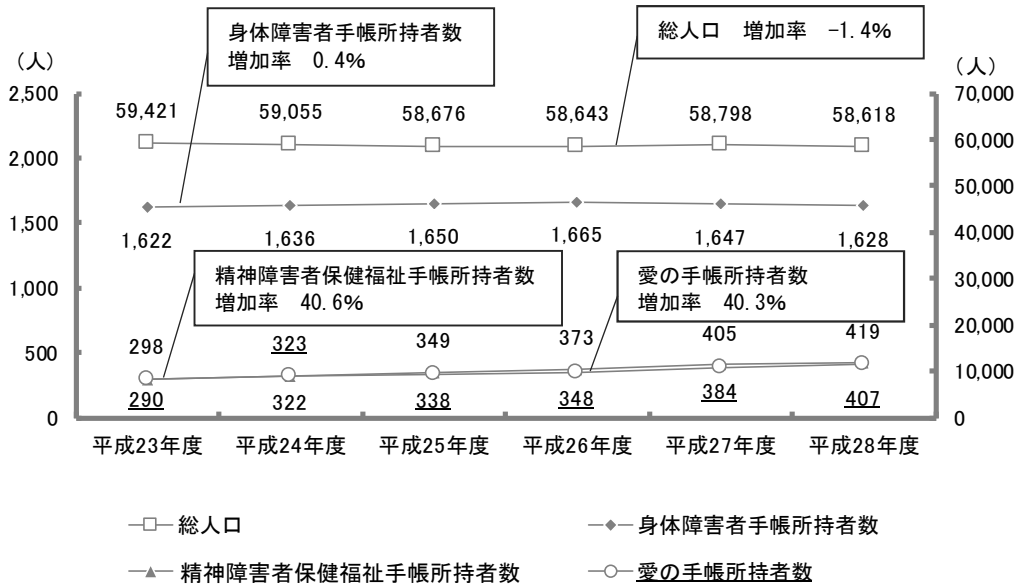 身体障害者手帳所持者数
増加率　0.4%
総人口　増加率　-1.4%
（人）
（人）
2,500
2,000
1,500
1,000
500
0
70,000
60,000
50,000
40,000
30,000
20,000
10,000
0
59,421
59,055
58,676
58,643
58,798
58,618
1,622
1,636
1,650
1,665
1,647
1,628
精神障害者保健福祉手帳所持者数
増加率　40.6%
愛の手帳所持者数
増加率　40.3%
298
323
349
373
405
419
290
322
338
348
384
407
平成23年度
平成24年度
平成25年度
平成26年度
平成27年度
平成28年度
総人口
身体障害者手帳所持者数
精神障害者保健福祉手帳所持者数
愛の手帳所持者数